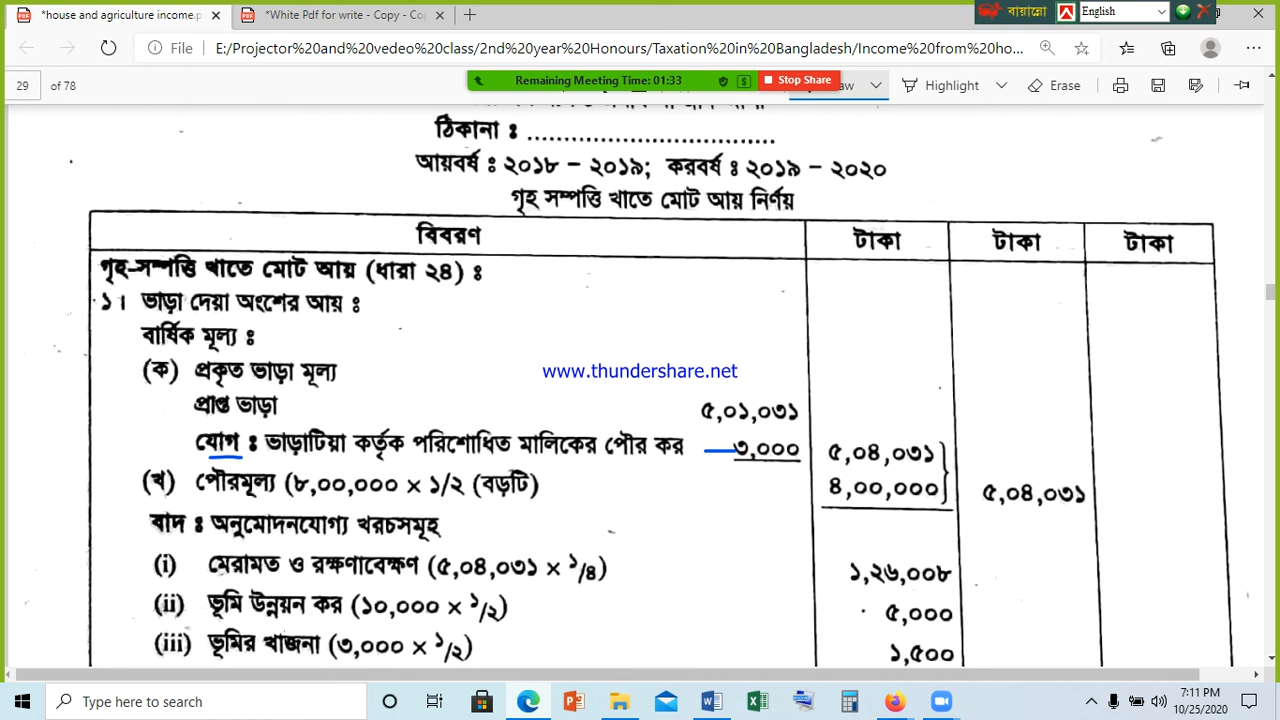 *house and agriculture income.p
*White Pdf for write - Copy - Cop
বায়ান্নো
English
File
E:/Projector%20and%20vedeo%20class/2nd%20year%20Honours/Taxation%20in%20Bangladesh/Income%20from%20ho...
29 of 78
Remaining Meeting Time: 01:33
Stop Share
Highlight
Erase
ঠিকানা : ..................................
আয়বর্ষ : ২০১৮ – ২০১৯; করবর্ষ : ২০১৯ – ২০২০
গৃহ সম্পত্তি খাতে মোট আয় নির্ণয়
বিবরণ টাকা টাকা টাকা
গৃহ-সম্পত্তি খাতে মোট আয় (ধারা ২৪) :
১। ভাড়া দেয়া অংশের আয় :
বার্ষিক মূল্য :
(ক) প্রকৃত ভাড়া মূল্য
www.thundershare.net
প্রাপ্ত ভাড়া ৫,০১,০৩১
যোগ : ভাড়াটিয়া কর্তৃক পরিশোধিত মালিকের পৌর কর ৩,০০০ ৫,০৪,০৩১
(খ) পৌরমূল্য (৮,০০,০০০ × ১/২ (বড়টি) ৪,০০,০০০ ৫,০৪,০৩১
বাদ : অনুমোদনযোগ্য খরচসমূহ
(i) মেরামত ও রক্ষণাবেক্ষণ (৫,০৪,০৩১ × ১/৪) ১,২৬,০০৮
(ii) ভূমি উন্নয়ন কর (১০,০০০ × ১/২) ৫,০০০
(iii) ভূমির খাজনা (৩,০০০ × ১/২) ১,৫০০
Type here to search
7:11 PM
10/25/2020